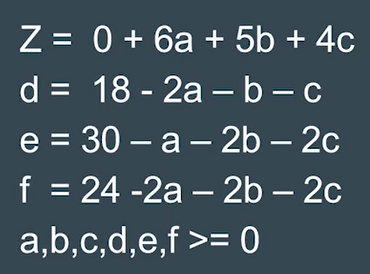 Z = 0 + 6a + 5b + 4c
d = 18 - 2a – b – c
e = 30 – a – 2b – 2c
f = 24 -2a – 2b – 2c
a,b,c,d,e,f >= 0